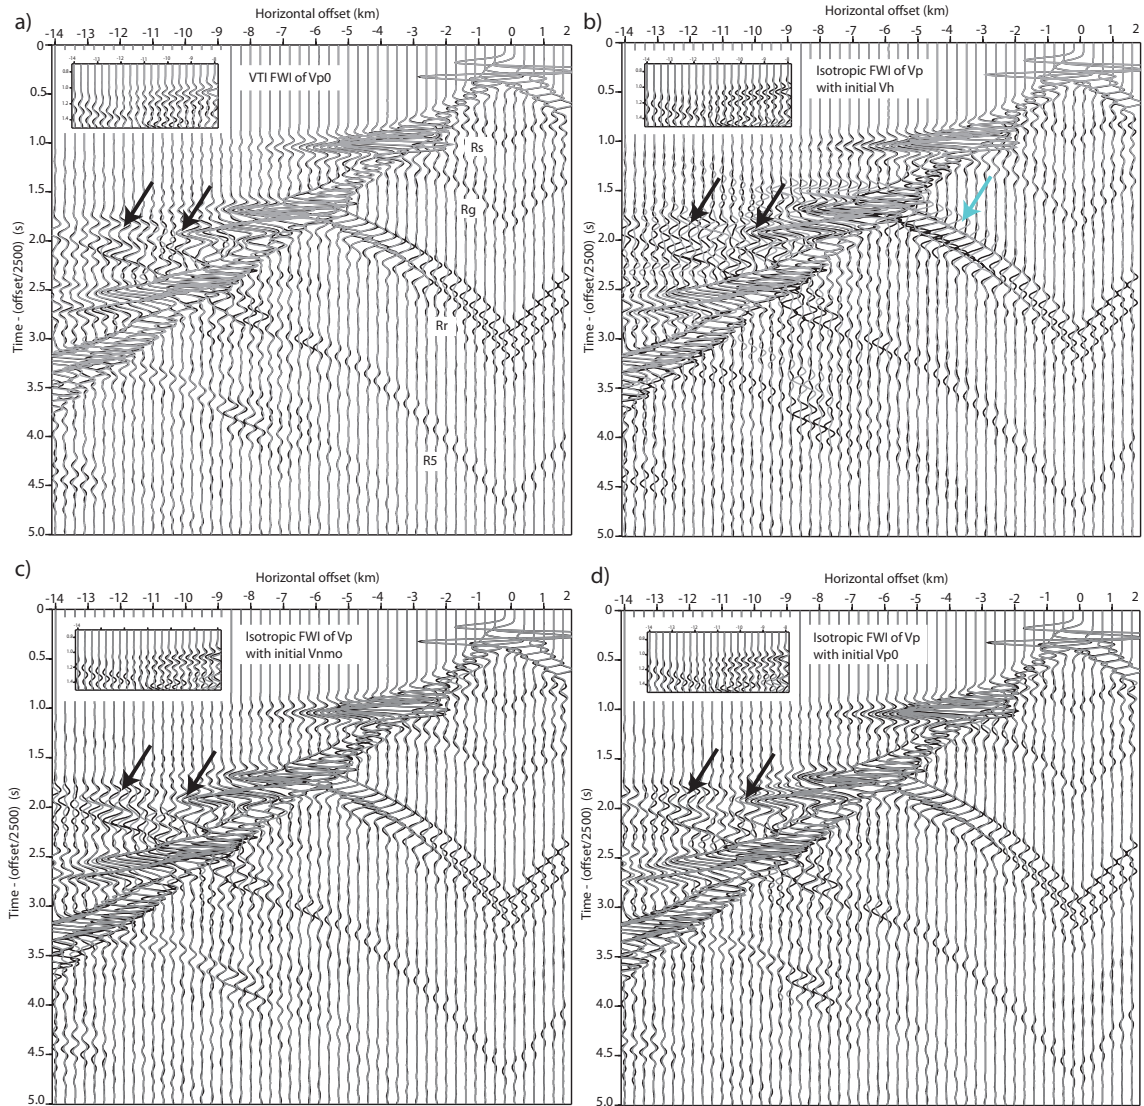 a)
Horizontal offset (km)
-14 -13 -12 -11 -10 -9 -8 -7 -6 -5 -4 -3 -2 -1 0 1 2
Time - (offset/2500) (s)
0
0.5
1.0
1.5
2.0
2.5
3.0
3.5
4.0
4.5
5.0
VTI FWI of Vp0
Rs
Rg
Rr
R5
b)
Horizontal offset (km)
-14 -13 -12 -11 -10 -9 -8 -7 -6 -5 -4 -3 -2 -1 0 1 2
Time - (offset/2500) (s)
0
0.5
1.0
1.5
2.0
2.5
3.0
3.5
4.0
4.5
5.0
Isotropic FWI of Vp
with initial Vh
c)
Horizontal offset (km)
-14 -13 -12 -11 -10 -9 -8 -7 -6 -5 -4 -3 -2 -1 0 1 2
Time - (offset/2500) (s)
0
0.5
1.0
1.5
2.0
2.5
3.0
3.5
4.0
4.5
5.0
Isotropic FWI of Vp
with initial Vnmo
d)
Horizontal offset (km)
-14 -13 -12 -11 -10 -9 -8 -7 -6 -5 -4 -3 -2 -1 0 1 2
Time - (offset/2500) (s)
0
0.5
1.0
1.5
2.0
2.5
3.0
3.5
4.0
4.5
5.0
Isotropic FWI of Vp
with initial Vp0